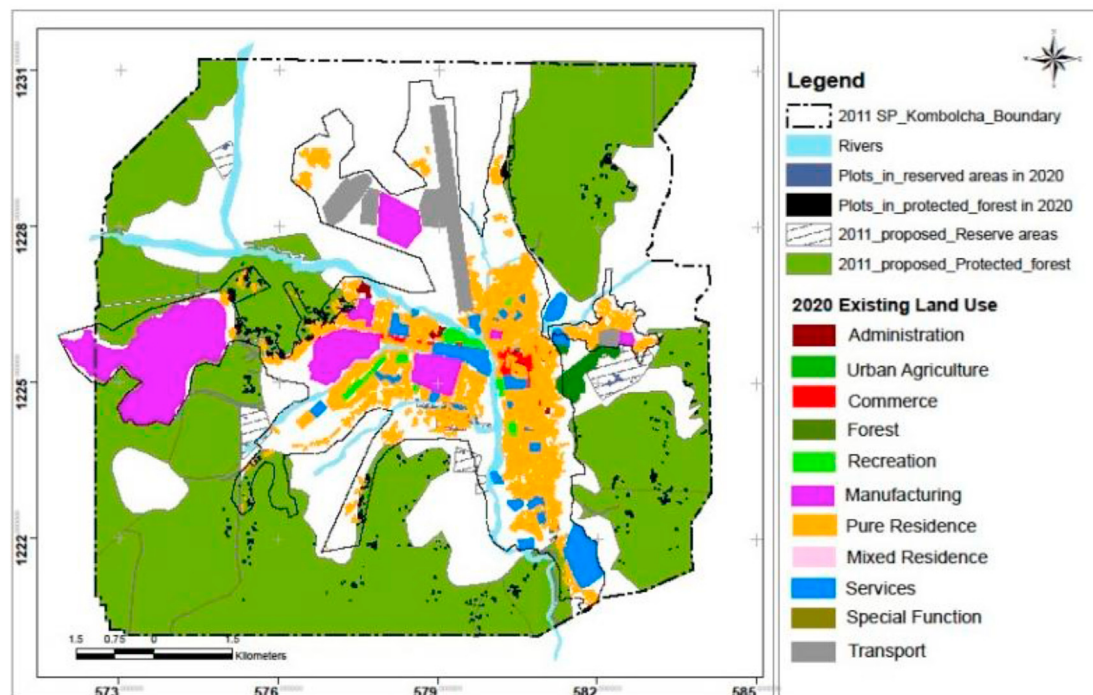 1231
1228
1225
1222
1.5 0.75 0 1.5
Kilometers
573
576
579
582
585
N
Legend
2011 SP_Kombolcha_Boundary
Rivers
Plots_in_reserved areas in 2020
Plots_in_protected_forest in 2020
2011_proposed_Reserve areas
2011_proposed_Protected_forest
2020 Existing Land Use
Administration
Urban Agriculture
Commerce
Forest
Recreation
Manufacturing
Pure Residence
Mixed Residence
Services
Special Function
Transport